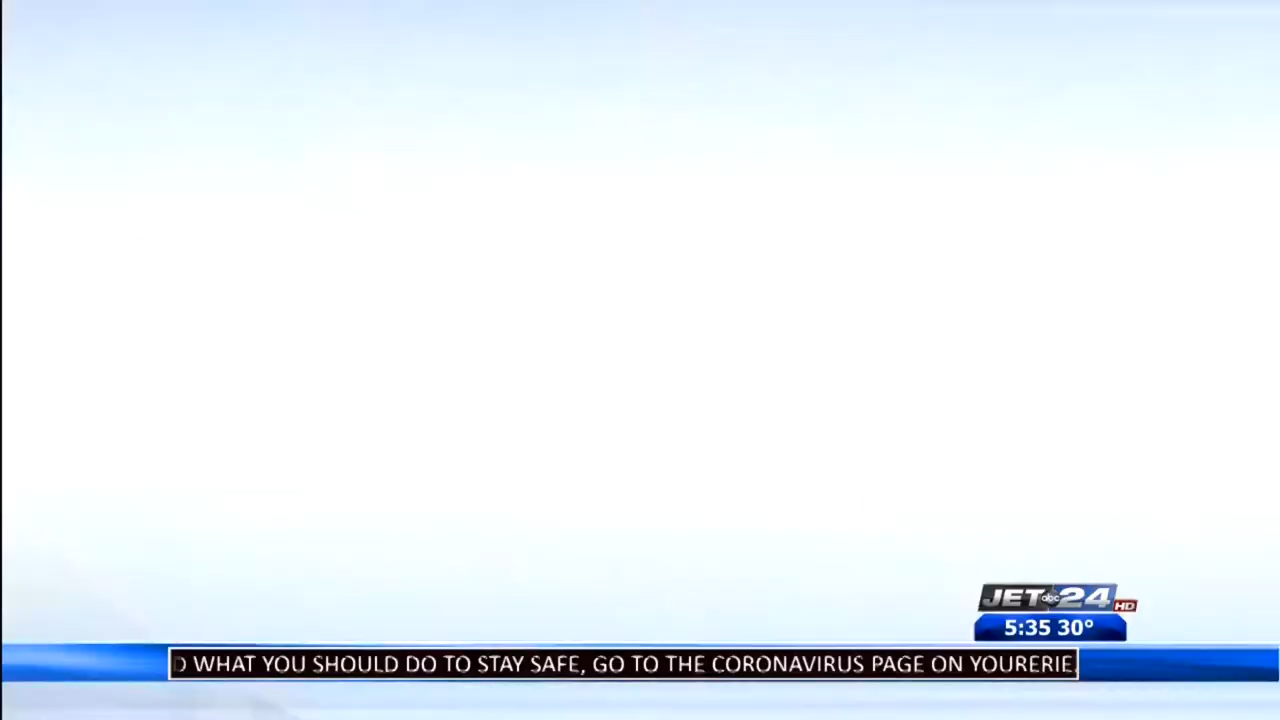 JET abc 24 HD
5:35 30°
WHAT YOU SHOULD DO TO STAY SAFE, GO TO THE CORONAVIRUS PAGE ON YOURERIE.